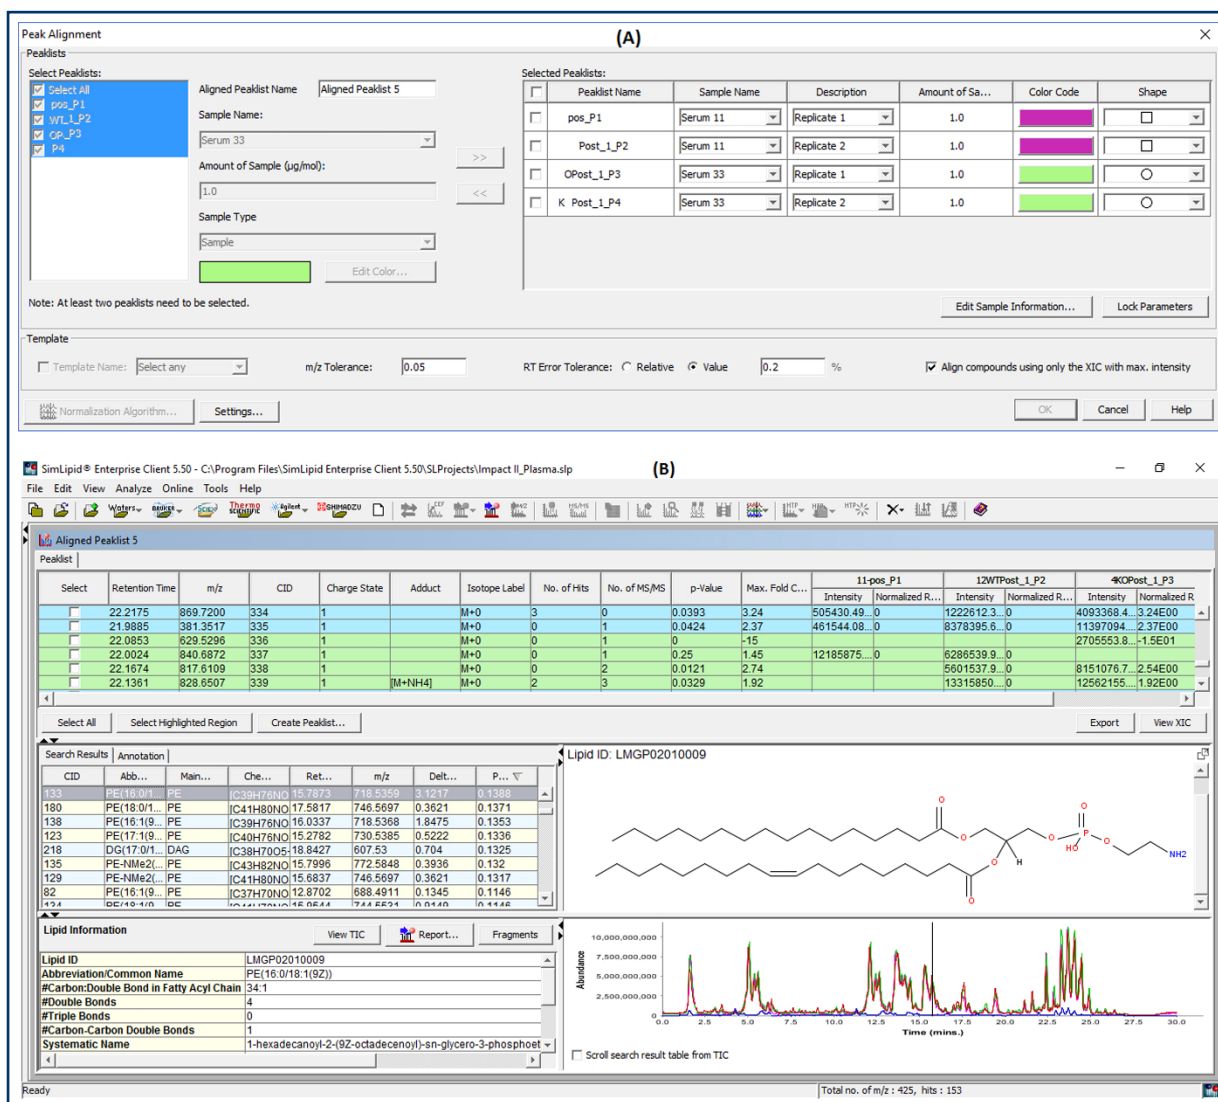 Peak Alignment
(A)
Peaklists
Select Peaklists:
Select All
pos_P1
WT_1_P2
OP_P3
P4
Aligned Peaklist Name Aligned Peaklist 5
Sample Name:
Serum 33
Amount of Sample (µg/mol):
1.0
Sample Type
Sample
Edit Color...
>>
<<
Selected Peaklists:
Peaklist Name Sample Name Description Amount of Sa... Color Code Shape
pos_P1 Serum 11 Replicate 1 1.0
Post_1_P2 Serum 11 Replicate 2 1.0
OPost_1_P3 Serum 33 Replicate 1 1.0
K Post_1_P4 Serum 33 Replicate 2 1.0
Note: At least two peaklists need to be selected.
Edit Sample Information... Lock Parameters
Template
Template Name: Select any m/z Tolerance: 0.05 RT Error Tolerance: Relative Value 0.2 % Align compounds using only the XIC with max. intensity
Normalization Algorithm... Settings... OK Cancel Help
SimLipid® Enterprise Client 5.50 - C:\Program Files\SimLipid Enterprise Client 5.50\SLProjects\Impact II_Plasma.slp
(B)
File Edit View Analyze Online Tools Help
Waters BRUKER SCIEX Thermo SCIENTIFIC Agilent SHIMADZU
Aligned Peaklist 5
Peaklist
Select Retention Time m/z CID Charge State Adduct Isotope Label No. of Hits No. of MS/MS p-Value Max. Fold C... 11-pos_P1 12WTPost_1_P2 4KOPost_1_P3
Intensity Normalized R... Intensity Normalized R... Intensity Normalized R
22.2175 869.7200 334 1 M+0 3 0 0.0393 3.24 505430.49... 0 1222612.3... 0 4093368.4... 3.24E00
21.9885 381.3517 335 1 M+0 0 1 0.0424 2.37 461544.08... 0 8378395.6... 0 11397094.... 2.37E00
22.0853 629.5296 336 1 M+0 0 1 0 -15 2705553.8... -1.5E01
22.0024 840.6872 337 1 M+0 0 1 0.25 1.45 12185875.... 0 6286539.9... 0
22.1674 817.6109 338 1 M+0 0 2 0.0121 2.74 5601537.9... 0 8151076.7... 2.54E00
22.1361 828.6507 339 1 [M+NH4] M+0 2 3 0.0329 1.92 13315850.... 0 12562155.... 1.92E00
Select All Select Highlighted Region Create Peaklist... Export View XIC
Search Results Annotation
CID Abb... Main... Che... Ret... m/z Delt... P...
133 PE(16:0/1... PE [C39H76NO 15.7873 718.5359 3.1217 0.1388
180 PE(18:0/1... PE [C41H80NO 17.5817 746.5697 0.3621 0.1371
138 PE(16:1(9... PE [C39H76NO 16.0337 718.5368 1.8475 0.1353
123 PE(17:1(9... PE [C40H76NO 15.2782 730.5385 0.5222 0.1336
218 DG(17:0/1... DAG [C38H70O5+ 18.8427 607.53 0.704 0.1325
135 PE-NMe2(... PE [C43H82NO 15.7996 772.5848 0.3936 0.132
129 PE-NMe2(... PE [C41H80NO 15.6837 746.5697 0.3621 0.1317
82 PE(16:1(9... PE [C37H70NO 12.8702 688.4911 0.1345 0.1146
Lipid ID: LMGP02010009
O
O
O
P
HO
O
O
H
NH2
O
O
Lipid Information
View TIC Report... Fragments
Lipid ID LMGP02010009
Abbreviation/Common Name PE(16:0/18:1(9Z))
#Carbon:Double Bond in Fatty Acyl Chain 34:1
#Double Bonds 4
#Triple Bonds 0
#Carbon-Carbon Double Bonds 1
Systematic Name 1-hexadecanoyl-2-(9Z-octadecenoyl)-sn-glycero-3-phosphoet
Abundance
10,000,000,000
7,500,000,000
5,000,000,000
2,500,000,000
0.0 2.5 5.0 7.5 10.0 12.5 15.0 17.5 20.0 22.5 25.0 27.5 30.0
Time (mins.)
Scroll search result table from TIC
Ready
Total no. of m/z : 425, hits : 153